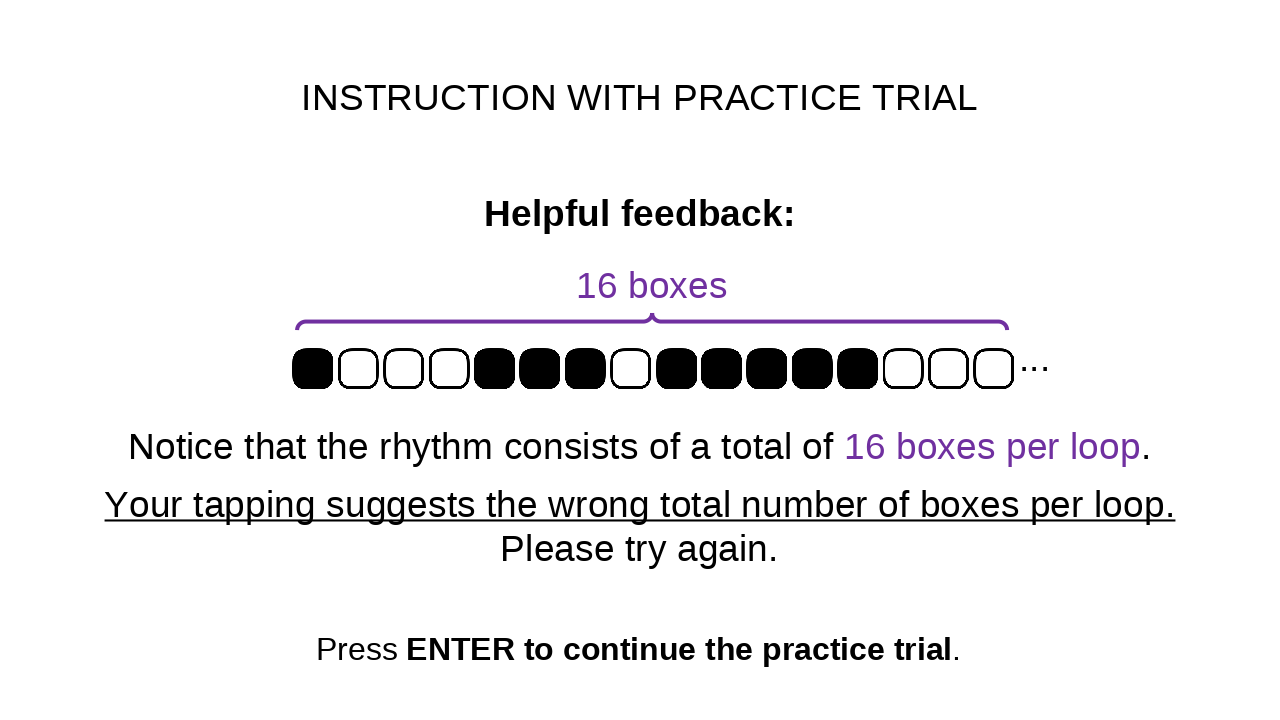 INSTRUCTION WITH PRACTICE TRIAL
Helpful feedback:
16 boxes
...
Notice that the rhythm consists of a total of 16 boxes per loop.
Your tapping suggests the wrong total number of boxes per loop.
Please try again.
Press ENTER to continue the practice trial.